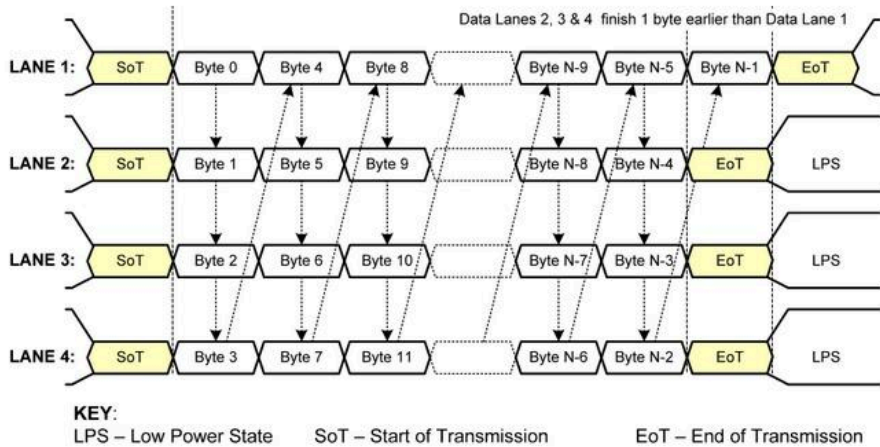 Data Lanes 2, 3 & 4 finish 1 byte earlier than Data Lane 1
LANE 1: SoT Byte 0 Byte 4 Byte 8 Byte N-9 Byte N-5 Byte N-1 EoT
LANE 2: SoT Byte 1 Byte 5 Byte 9 Byte N-8 Byte N-4 EoT LPS
LANE 3: SoT Byte 2 Byte 6 Byte 10 Byte N-7 Byte N-3 EoT LPS
LANE 4: SoT Byte 3 Byte 7 Byte 11 Byte N-6 Byte N-2 EoT LPS
KEY:
LPS – Low Power State SoT – Start of Transmission EoT – End of Transmission